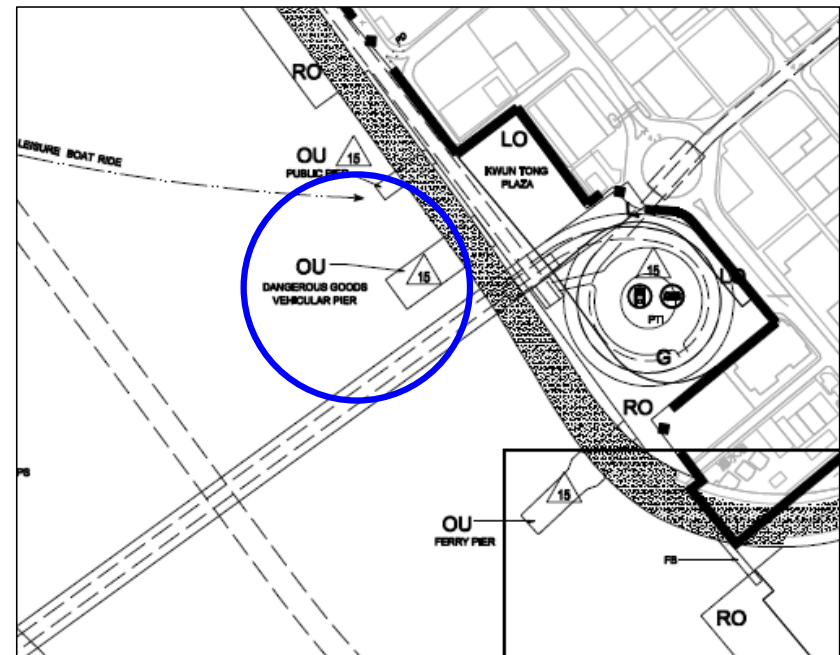 RO
LO
LEISURE BOAT RIDE
OU
15
PUBLIC PIER
KWUN TONG
PLAZA
OU
15
DANGEROUS GOODS
VEHICULAR PIER
15
LO
PTI
G
RO
PS
15
OU
FERRY PIER
FB
RO